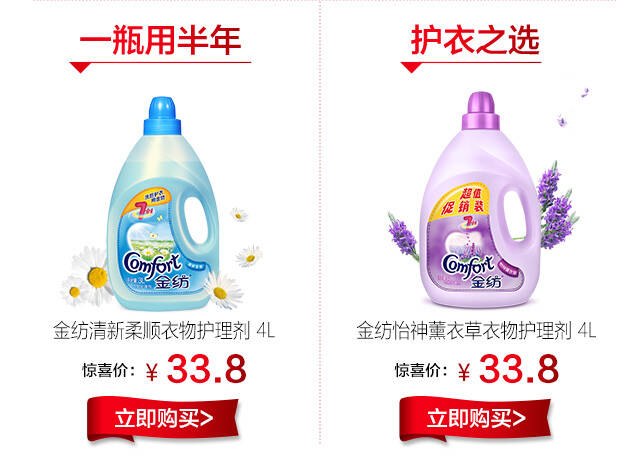 一瓶用半年
超值
促销装
Comfort
金纺
金纺清新柔顺衣物护理剂 4L
惊喜价: ¥ 33.8
立即购买>
护衣之选
Comfort
金纺
金纺怡神薰衣草衣物护理剂 4L
惊喜价: ¥ 33.8
立即购买>